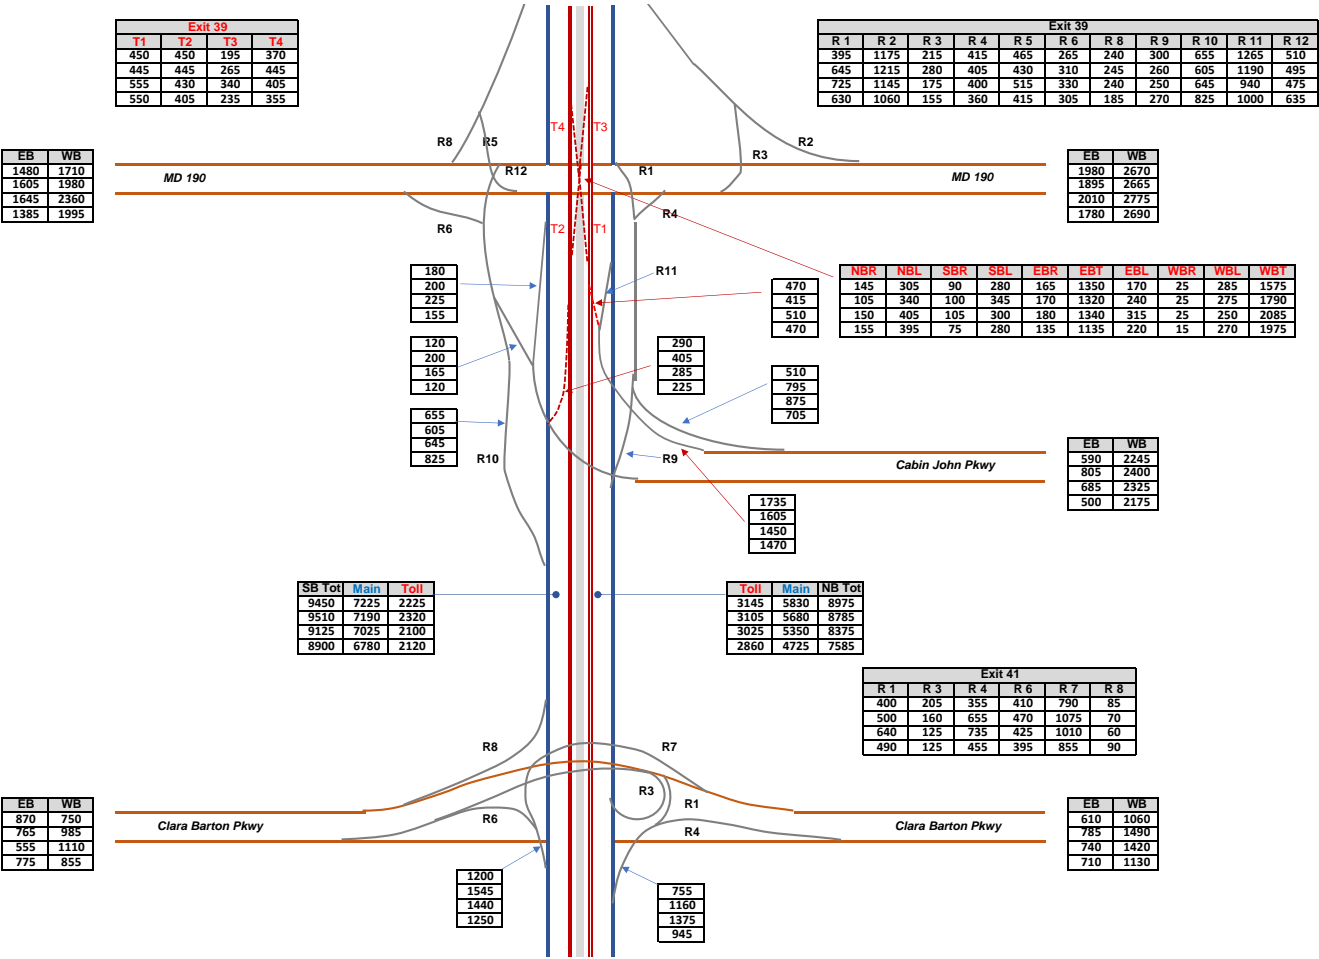 Exit 39
T1 T2 T3 T4
450 450 195 370
445 445 265 445
555 430 340 405
550 405 235 355
Exit 39
R 1 R 2 R 3 R 4 R 5 R 6 R 8 R 9 R 10 R 11 R 12
395 1175 215 415 465 265 240 300 655 1265 510
645 1215 280 405 430 310 245 260 605 1190 495
725 1145 175 400 515 330 240 250 645 940 475
630 1060 155 360 415 305 185 270 825 1000 635
T4 T3
R8 R5 R1 R3 R2
R12
EB WB
1480 1710
1605 1980
1645 2360
1385 1995
MD 190
MD 190
EB WB
1980 2670
1895 2665
2010 2775
1780 2690
R6 T2 T1 R4
R11
180
200
225
155
470
415
510
470
NBR NBL SBR SBL EBR EBT EBL WBR WBL WBT
145 305 90 280 165 1350 170 25 285 1575
105 340 100 345 170 1320 240 25 275 1790
150 405 105 300 180 1340 315 25 250 2085
155 395 75 280 135 1135 220 15 270 1975
120
200
165
120
290
405
285
225
510
795
875
705
655
605
645
825
R10 R9
Cabin John Pkwy
EB WB
590 2245
805 2400
685 2325
500 2175
1735
1605
1450
1470
SB Tot Main Toll
9450 7225 2225
9510 7190 2320
9125 7025 2100
8900 6780 2120
Toll Main NB Tot
3145 5830 8975
3105 5680 8785
3025 5350 8375
2860 4725 7585
Exit 41
R 1 R 3 R 4 R 6 R 7 R 8
400 205 355 410 790 85
500 160 655 470 1075 70
640 125 735 425 1010 60
490 125 455 395 855 90
R8 R7
R3
R1
R6 R4
EB WB
870 750
765 985
555 1110
775 855
Clara Barton Pkwy
Clara Barton Pkwy
EB WB
610 1060
785 1490
740 1420
710 1130
1200
1545
1440
1250
755
1160
1375
945